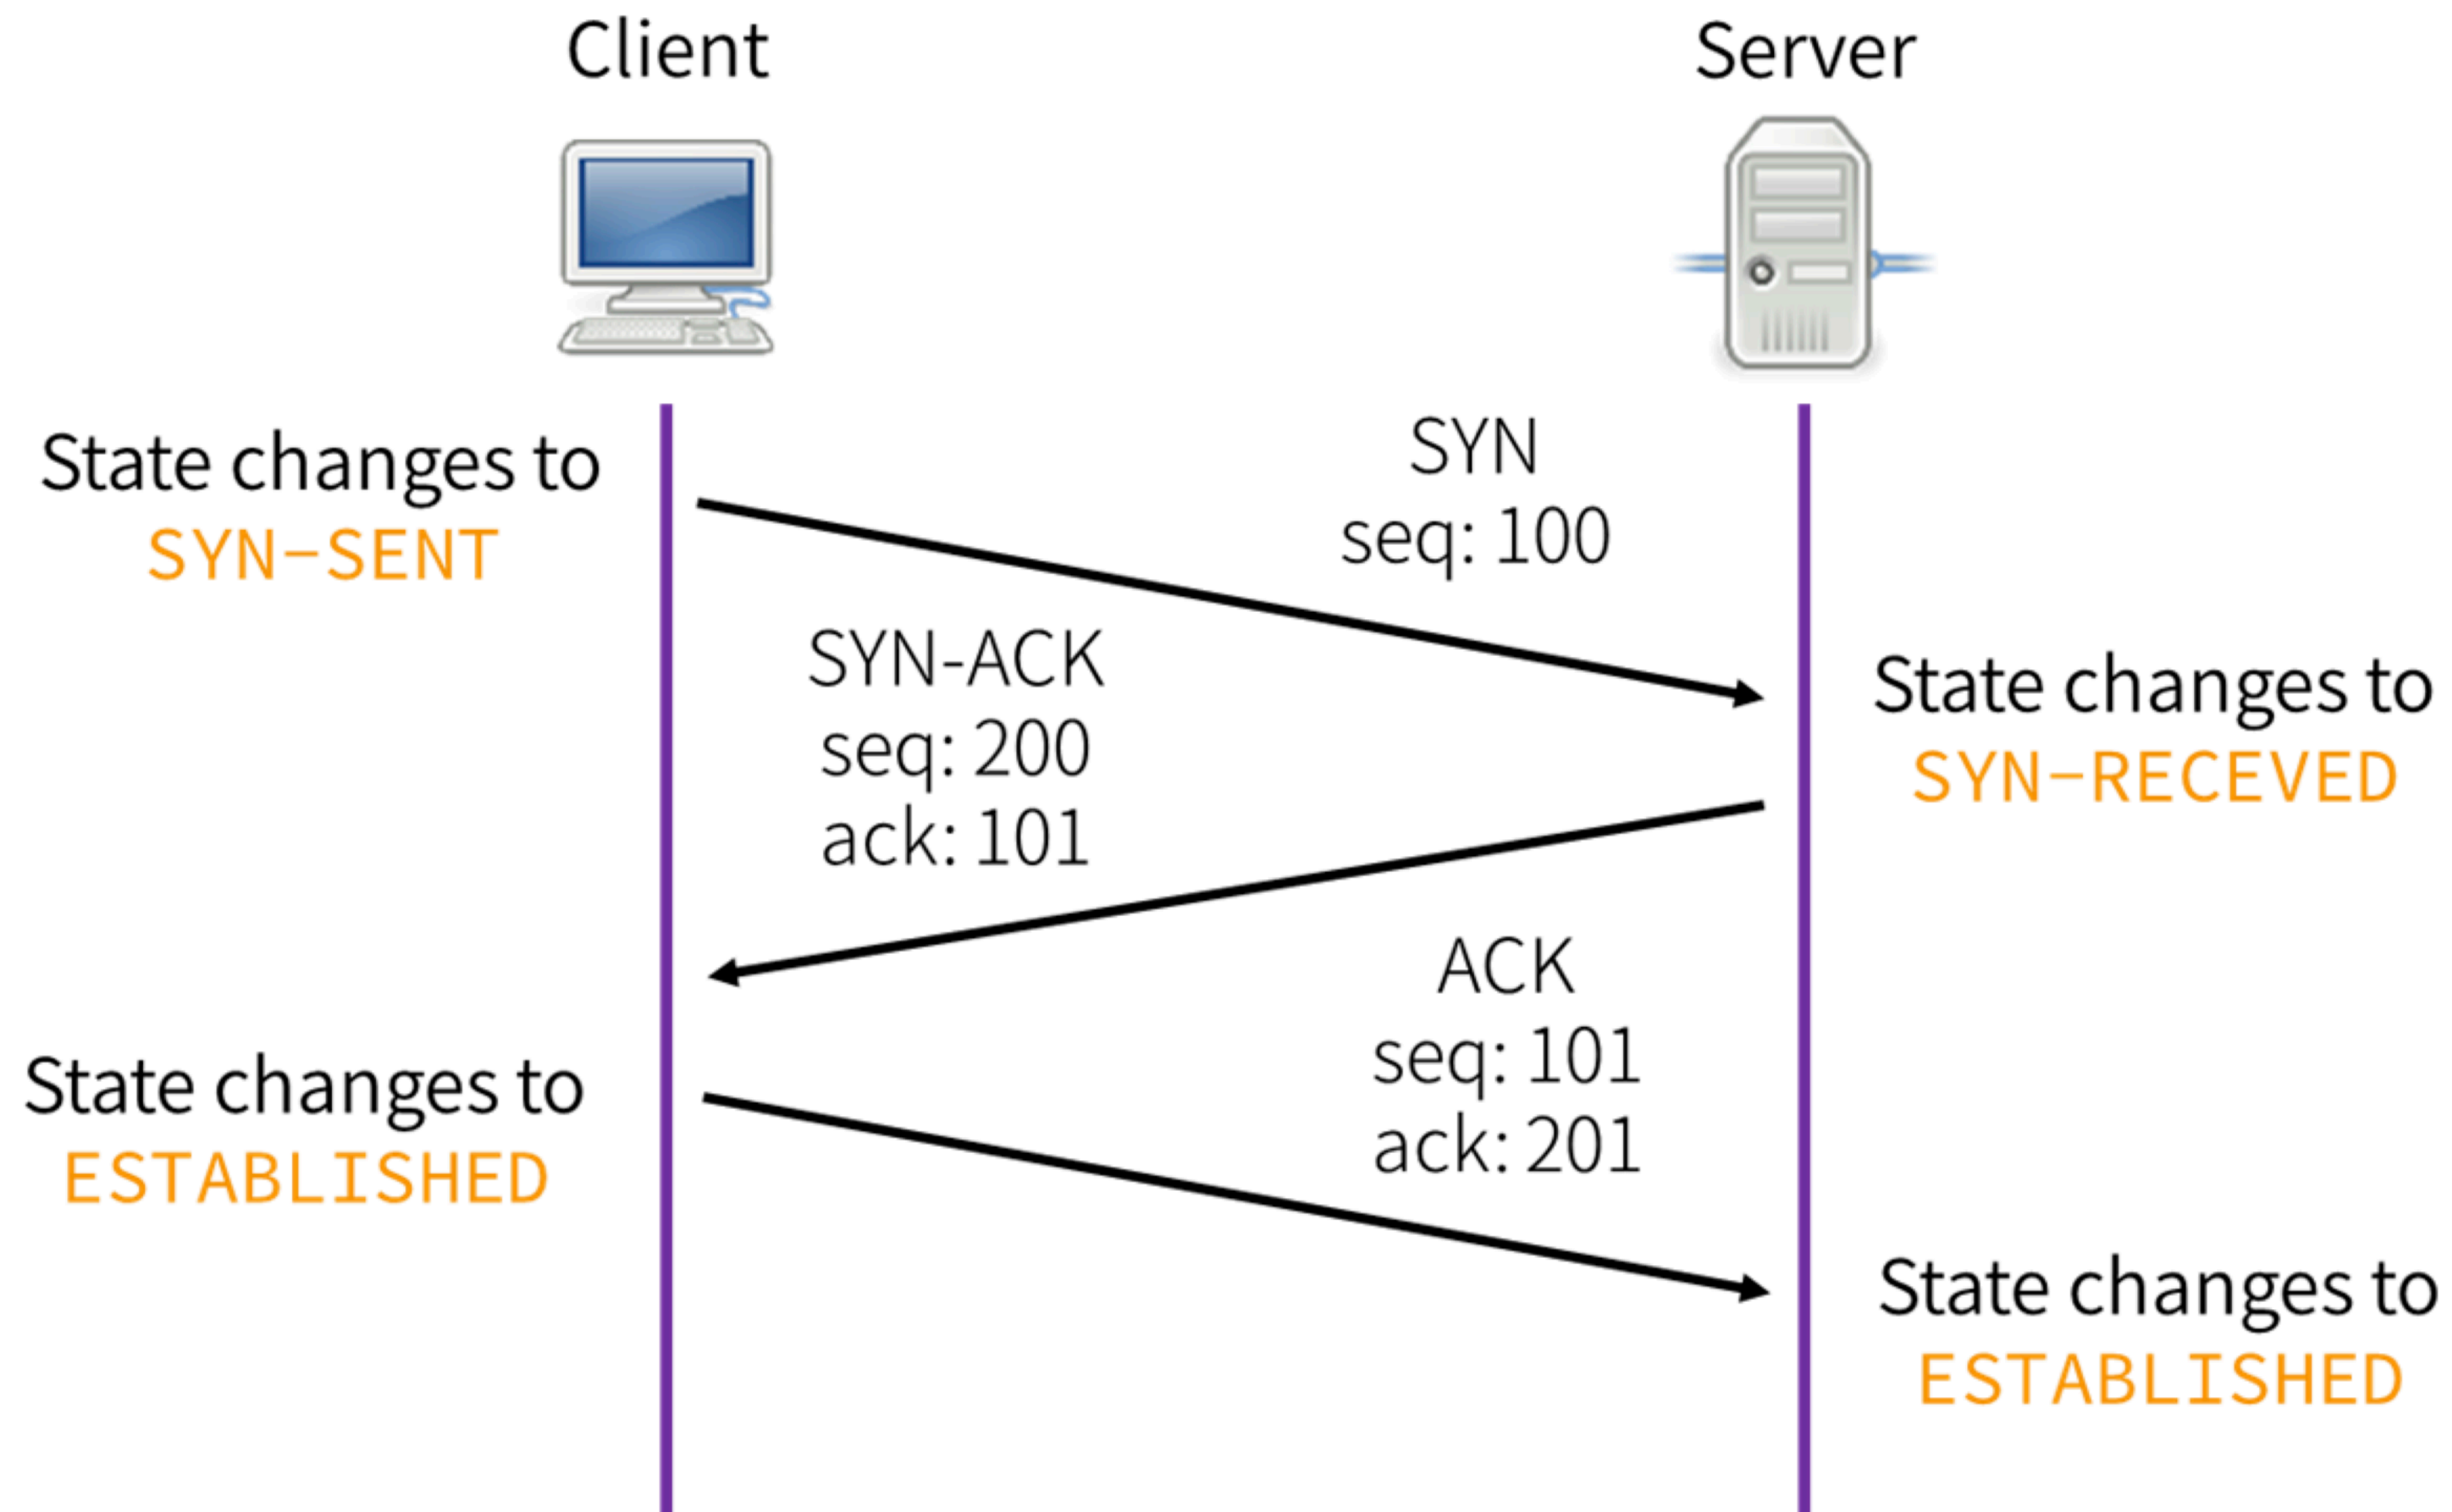 Client
Server
State changes to
SYN-SENT
SYN
seq: 100
SYN-ACK
seq: 200
ack: 101
State changes to
SYN-RECEVED
ACK
seq: 101
ack: 201
State changes to
ESTABLISHED
State changes to
ESTABLISHED